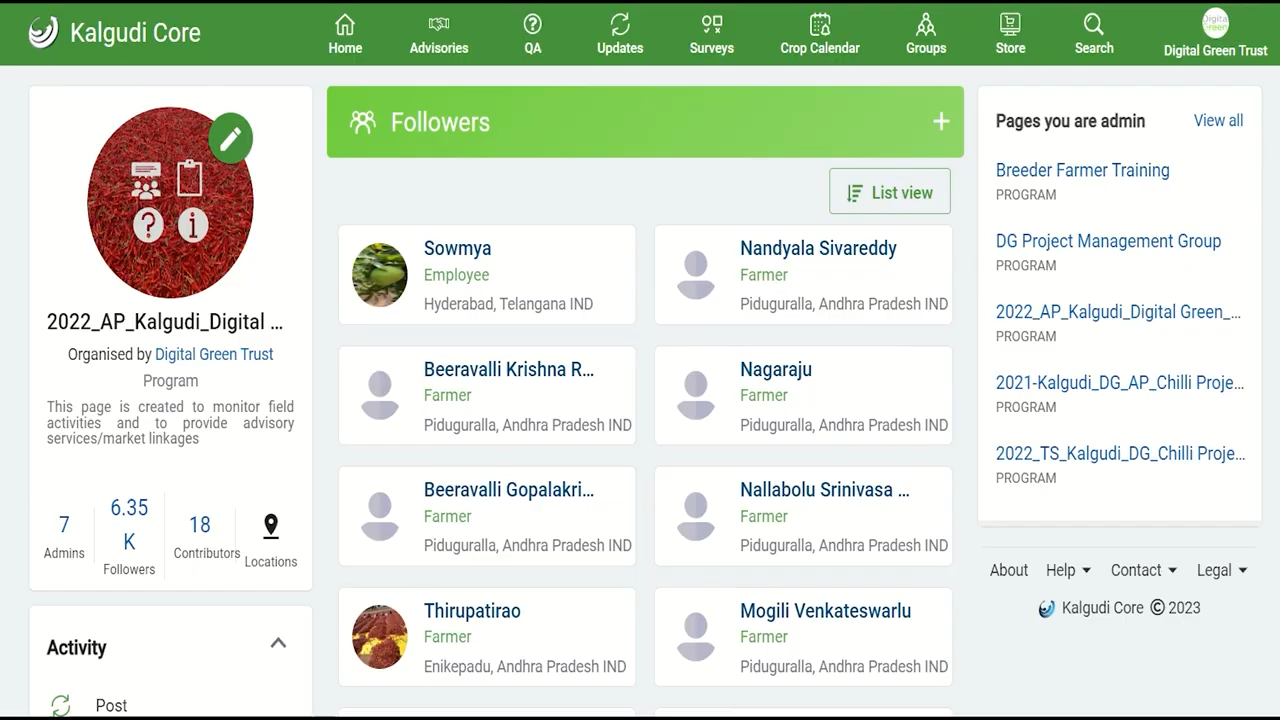 Kalgudi Core
Home
Advisories
QA
Updates
Surveys
Crop Calendar
Groups
Store
Search
Digital Green
Digital Green Trust
2022_AP_Kalgudi_Digital ...
Organised by Digital Green Trust
Program
This page is created to monitor field
activities and to provide advisory
services/market linkages
7
Admins
6.35
K
Followers
18
Contributors
Locations
Activity
Post
Followers
+
List view
Sowmya
Employee
Hyderabad, Telangana IND
Nandyala Sivareddy
Farmer
Piduguralla, Andhra Pradesh IND
Beeravalli Krishna R...
Farmer
Piduguralla, Andhra Pradesh IND
Nagaraju
Farmer
Piduguralla, Andhra Pradesh IND
Beeravalli Gopalakri...
Farmer
Piduguralla, Andhra Pradesh IND
Nallabolu Srinivasa ...
Farmer
Piduguralla, Andhra Pradesh IND
Thirupatirao
Farmer
Enikepadu, Andhra Pradesh IND
Mogili Venkateswarlu
Farmer
Piduguralla, Andhra Pradesh IND
Pages you are admin
View all
Breeder Farmer Training
PROGRAM
DG Project Management Group
PROGRAM
2022_AP_Kalgudi_Digital Green_...
PROGRAM
2021-Kalgudi_DG_AP_Chilli Proje...
PROGRAM
2022_TS_Kalgudi_DG_Chilli Proje...
PROGRAM
About Help Contact Legal
Kalgudi Core © 2023